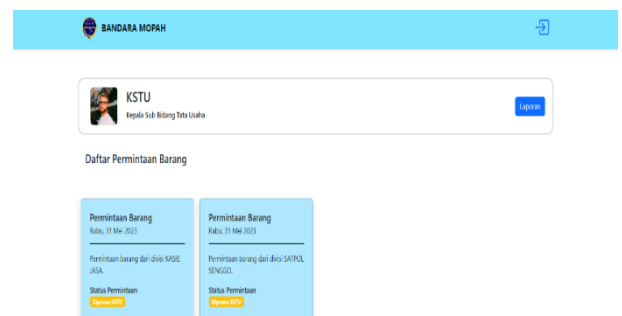 BANDARA MOPAH
KSTU
Kepala Sub Bidang Tata Usaha
Laporan
Daftar Permintaan Barang
Permintaan Barang
Rabu, 31 Mei 2023
Permintaan barang dari divisi KASIE
JASA.
Status Permintaan
Diproses KSTU
Permintaan Barang
Rabu, 31 Mei 2023
Permintaan barang dari divisi SATPOL
SENGGO.
Status Permintaan
Diproses KSTU